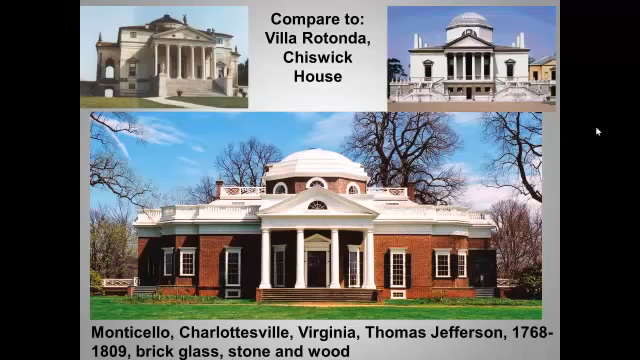 Compare to:
Villa Rotonda,
Chiswick
House
Monticello, Charlottesville, Virginia, Thomas Jefferson, 1768-
1809, brick glass, stone and wood